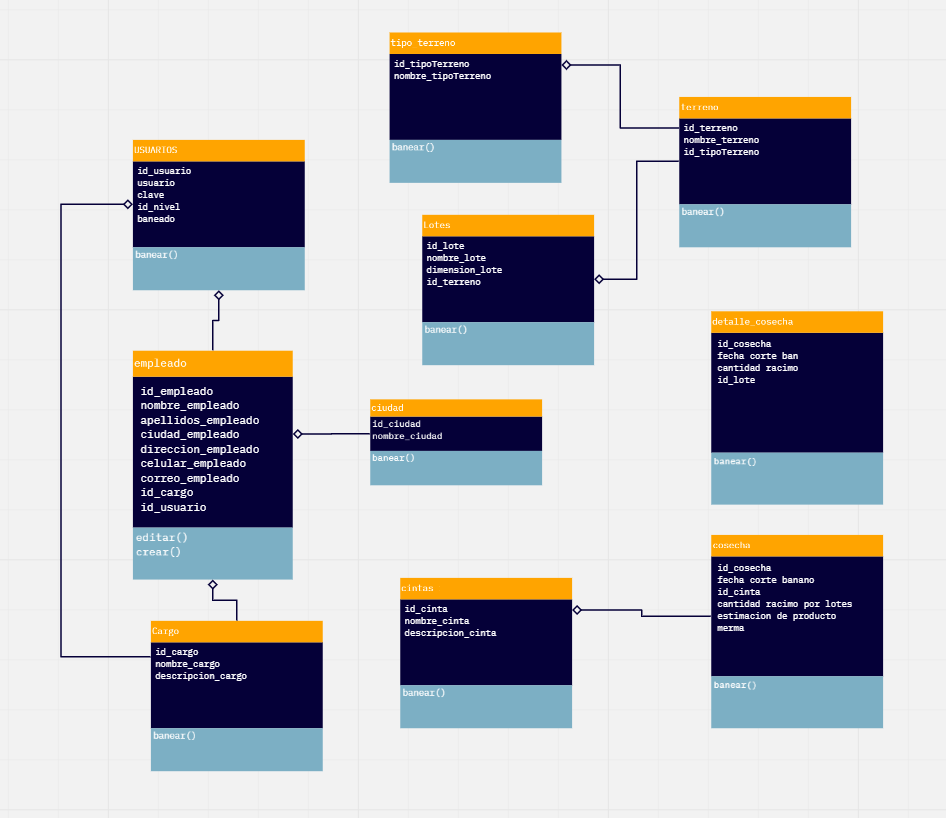 tipo terreno
id_tipoTerreno
nombre_tipoTerreno
banear()
Terreno
id_terreno
nombre_terreno
id_tipoTerreno
banear()
USUARIOS
id_usuario
usuario
clave
id_nivel
baneado
banear()
Lotes
id_lote
nombre_lote
dimension_lote
id_terreno
banear()
detalle_cosecha
id_cosecha
fecha corte ban
cantidad racimo
id_lote
banear()
empleado
id_empleado
nombre_empleado
apellidos_empleado
ciudad_empleado
direccion_empleado
celular_empleado
correo_empleado
id_cargo
id_usuario
editar()
crear()
ciudad
id_ciudad
nombre_ciudad
banear()
cosecha
id_cosecha
fecha corte banano
id_cinta
cantidad racimo por lotes
estimacion de producto
merma
banear()
cintas
id_cinta
nombre_cinta
descripcion_cinta
banear()
Cargo
id_cargo
nombre_cargo
descripcion_cargo
banear()